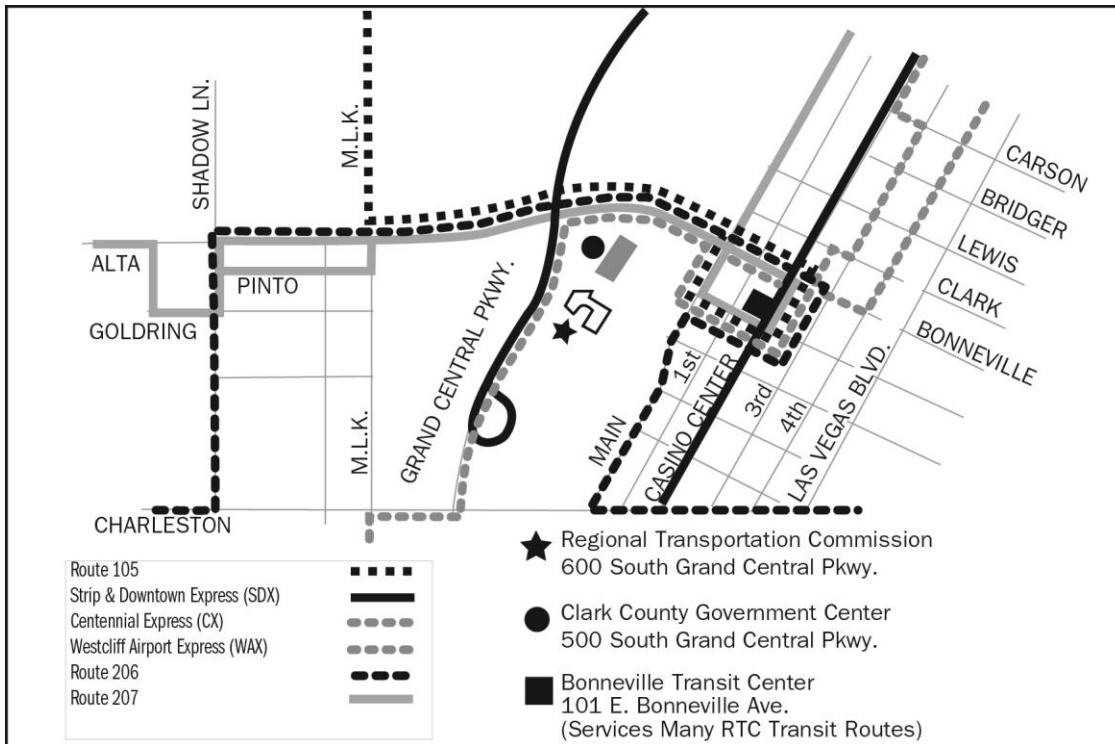 SHADOW LN.
M.L.K.
CARSON
BRIDGER
LEWIS
CLARK
BONNEVILLE
ALTA
PINTO
GOLDRING
GRAND CENTRAL PKWY.
M.L.K.
MAIN
1st
CASINO CENTER
3rd
4th
LAS VEGAS BLVD.
CHARLESTON
Route 105
Strip & Downtown Express (SDX)
Centennial Express (CX)
Westcliff Airport Express (WAX)
Route 206
Route 207
Regional Transportation Commission
600 South Grand Central Pkwy.
Clark County Government Center
500 South Grand Central Pkwy.
Bonneville Transit Center
101 E. Bonneville Ave.
(Services Many RTC Transit Routes)